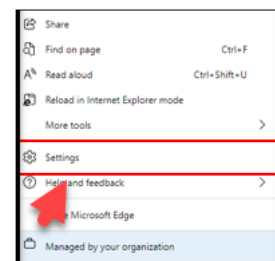 Share
Find on page Ctrl+F
Read aloud Ctrl+Shift+U
Reload in Internet Explorer mode
More tools
Settings
Help and feedback
Microsoft Edge
Managed by your organization